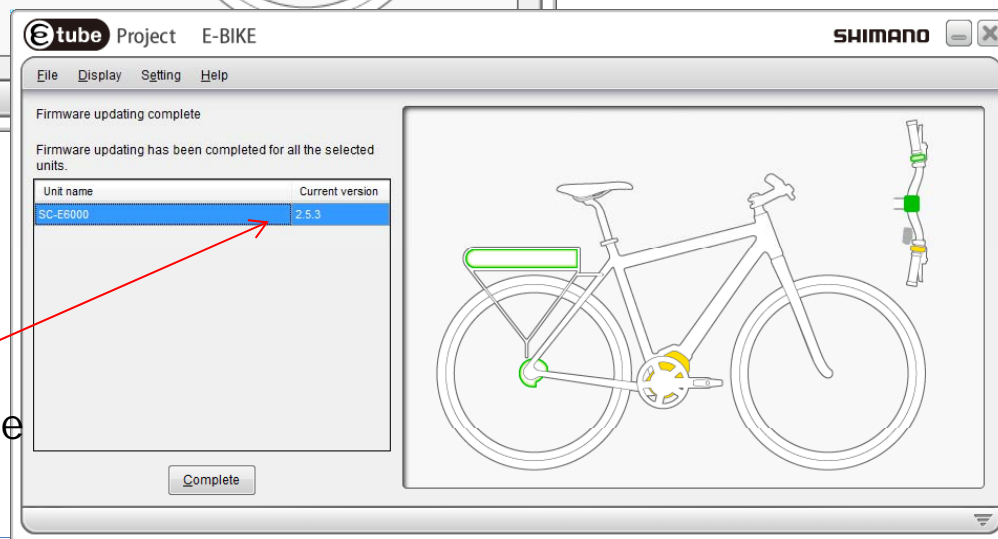 etube Project E-BIKE SHIMANO
File Display Setting Help
Firmware updating complete
Firmware updating has been completed for all the selected
units.
Unit name Current version
SC-E6000 2.5.3
e
Complete